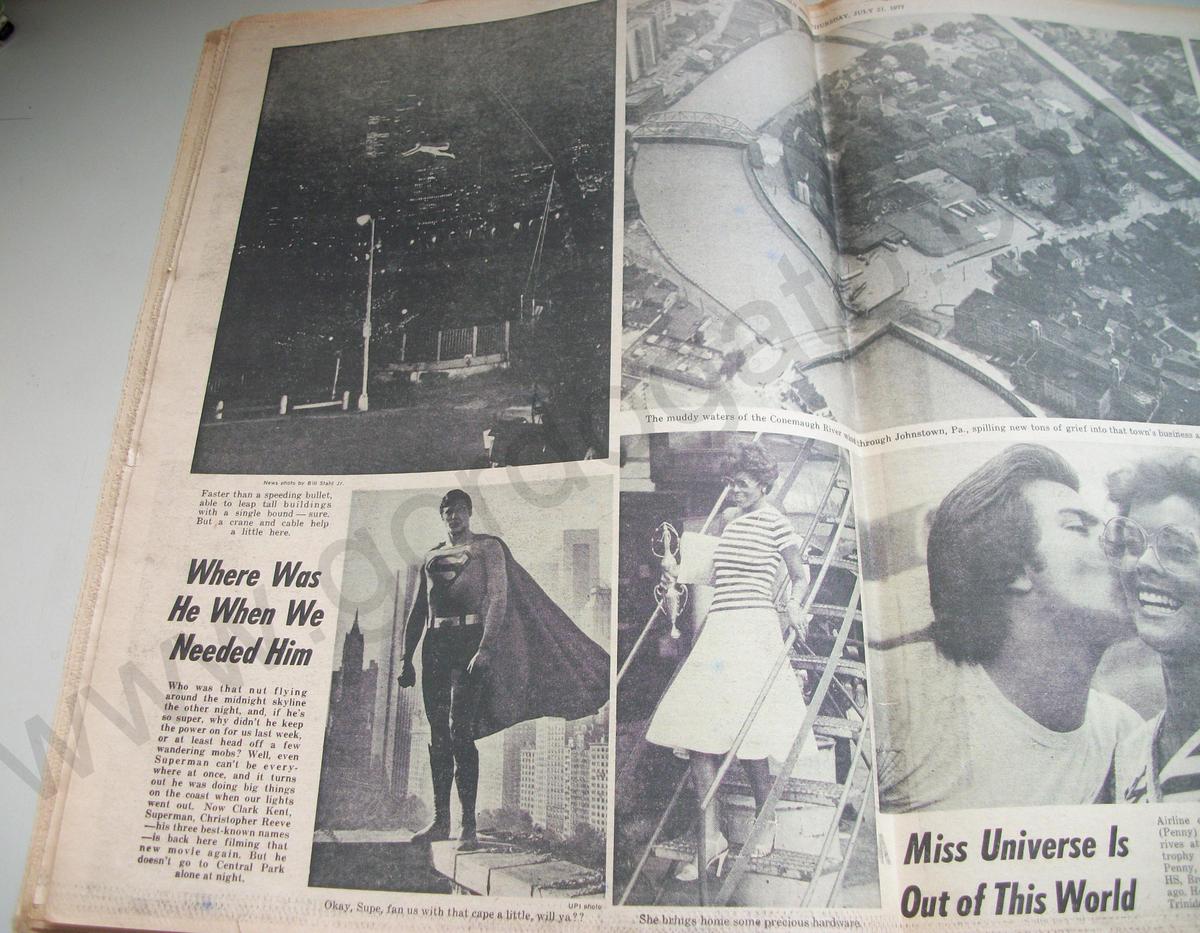 THURSDAY, JULY 21, 1977
News photo by Bill Stahl Jr.
Faster than a speeding bullet,
able to leap tall buildings
with a single bound — sure.
But a crane and cable help
a little here.
Where Was
He When We
Needed Him
Who was that nut flying
around the midnight skyline
the other night, and, if he's
so super, why didn't he keep
the power on for us last week,
or at least head off a few
wandering mobs? Well, even
Superman can't be every-
where at once, and it turns
out he was doing big things
on the coast when our lights
went out. Now Clark Kent,
Superman, Christopher Reeve
—his three best-known names
—is back here filming that
new movie again. But he
doesn't go to Central Park
alone at night.
UPI photo
Okay, Supe, fan us with that cape a little, will ya??
The muddy waters of the Conemaugh River through Johnstown, Pa., spilling new tons of grief into that town's business
She brings home some precious hardware.
Miss Universe Is
Out of This World
Airline
(Penny)
rives at
trophy
Penny,
HS,
ago.
www.gordogato.